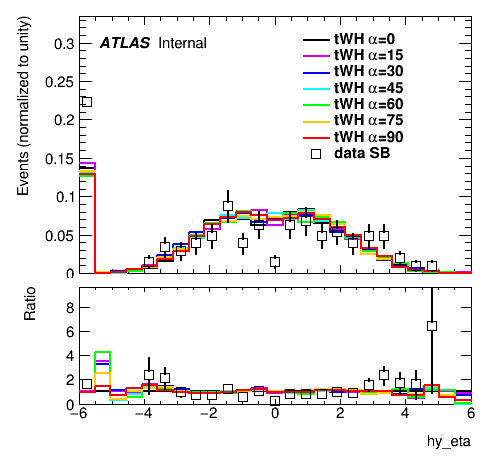 ATLAS Internal
Events (normalized to unity)
0.3
0.25
0.2
0.15
0.1
0.05
0
tWH α=0
tWH α=15
tWH α=30
tWH α=45
tWH α=60
tWH α=75
tWH α=90
data SB
Ratio
8
6
4
2
0
−6 −4 −2 0 2 4 6
hy_eta